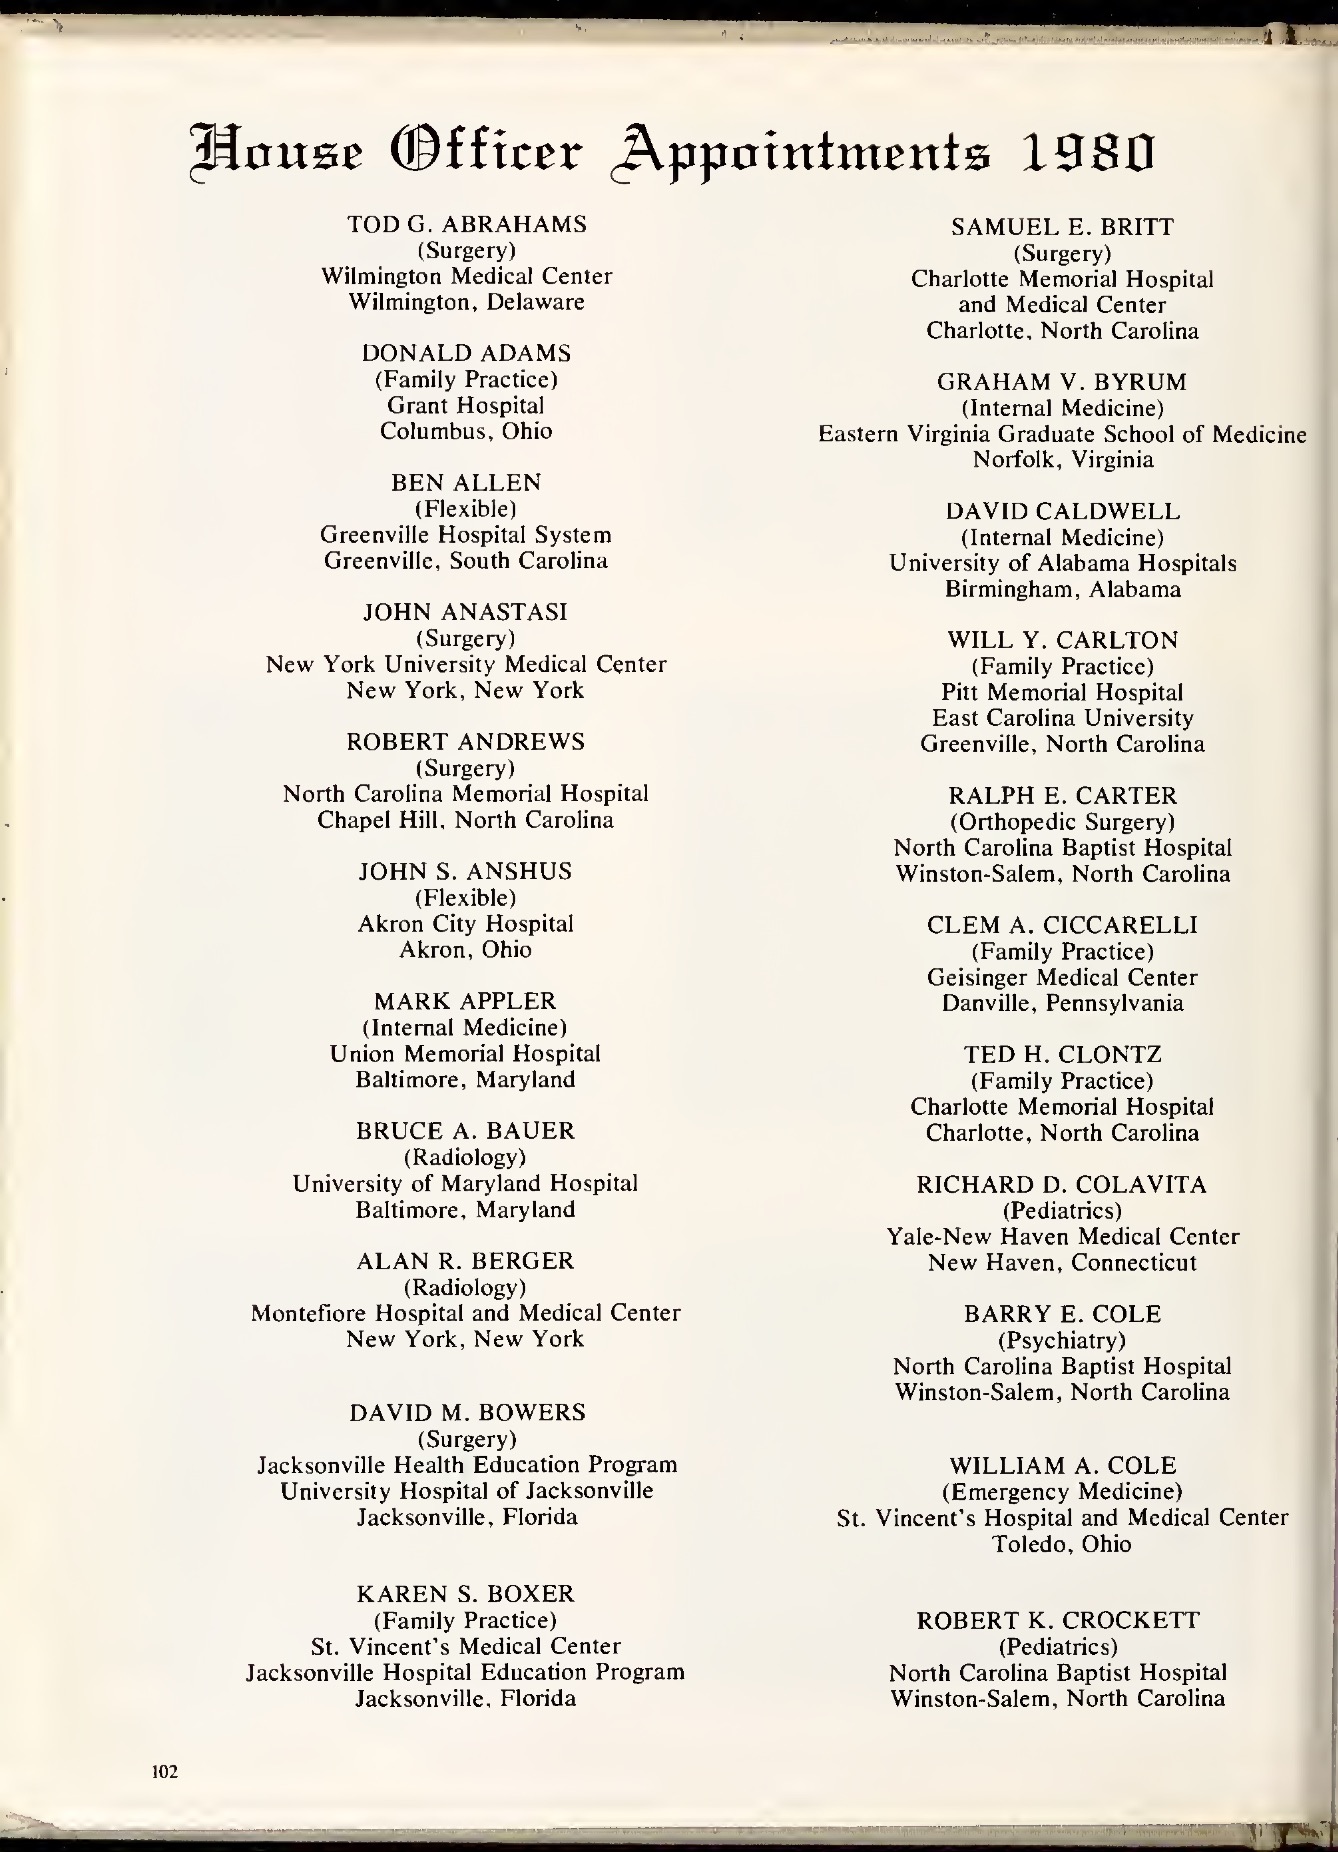 House Officer Appointments 1980
TOD G. ABRAHAMS
(Surgery)
Wilmington Medical Center
Wilmington, Delaware
DONALD ADAMS
(Family Practice)
Grant Hospital
Columbus, Ohio
BEN ALLEN
(Flexible)
Greenville Hospital System
Greenville, South Carolina
JOHN ANASTASI
(Surgery)
New York University Medical Center
New York, New York
ROBERT ANDREWS
(Surgery)
North Carolina Memorial Hospital
Chapel Hill, North Carolina
JOHN S. ANSHUS
(Flexible)
Akron City Hospital
Akron, Ohio
MARK APPLER
(Internal Medicine)
Union Memorial Hospital
Baltimore, Maryland
BRUCE A. BAUER
(Radiology)
University of Maryland Hospital
Baltimore, Maryland
ALAN R. BERGER
(Radiology)
Montefiore Hospital and Medical Center
New York, New York
DAVID M. BOWERS
(Surgery)
Jacksonville Health Education Program
University Hospital of Jacksonville
Jacksonville, Florida
KAREN S. BOXER
(Family Practice)
St. Vincent's Medical Center
Jacksonville Hospital Education Program
Jacksonville, Florida
SAMUEL E. BRITT
(Surgery)
Charlotte Memorial Hospital
and Medical Center
Charlotte, North Carolina
GRAHAM V. BYRUM
(Internal Medicine)
Eastern Virginia Graduate School of Medicine
Norfolk, Virginia
DAVID CALDWELL
(Internal Medicine)
University of Alabama Hospitals
Birmingham, Alabama
WILL Y. CARLTON
(Family Practice)
Pitt Memorial Hospital
East Carolina University
Greenville, North Carolina
RALPH E. CARTER
(Orthopedic Surgery)
North Carolina Baptist Hospital
Winston-Salem, North Carolina
CLEM A. CICCARELLI
(Family Practice)
Geisinger Medical Center
Danville, Pennsylvania
TED H. CLONTZ
(Family Practice)
Charlotte Memorial Hospital
Charlotte, North Carolina
RICHARD D. COLAVITA
(Pediatrics)
Yale-New Haven Medical Center
New Haven, Connecticut
BARRY E. COLE
(Psychiatry)
North Carolina Baptist Hospital
Winston-Salem, North Carolina
WILLIAM A. COLE
(Emergency Medicine)
St. Vincent's Hospital and Medical Center
Toledo, Ohio
ROBERT K. CROCKETT
(Pediatrics)
North Carolina Baptist Hospital
Winston-Salem, North Carolina
102